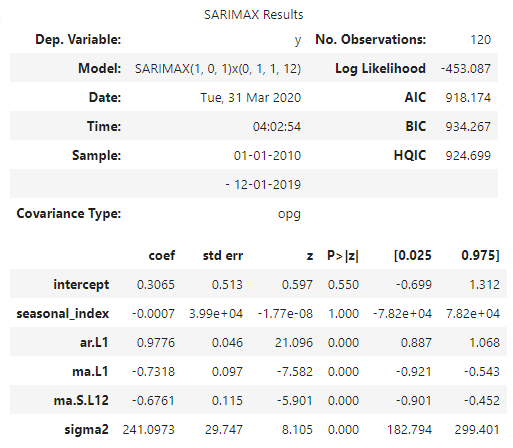 SARIMAX Results
Dep. Variable: y No. Observations: 120
Model: SARIMAX(1, 0, 1)x(0, 1, 1, 12) Log Likelihood -453.087
Date: Tue, 31 Mar 2020 AIC 918.174
Time: 04:02:54 BIC 934.267
Sample: 01-01-2010 HQIC 924.699
- 12-01-2019
Covariance Type: opg
coef std err z P>|z| [0.025 0.975]
intercept 0.3065 0.513 0.597 0.550 -0.699 1.312
seasonal_index -0.0007 3.99e+04 -1.77e-08 1.000 -7.82e+04 7.82e+04
ar.L1 0.9776 0.046 21.096 0.000 0.887 1.068
ma.L1 -0.7318 0.097 -7.582 0.000 -0.921 -0.543
ma.S.L12 -0.6761 0.115 -5.901 0.000 -0.901 -0.452
sigma2 241.0973 29.747 8.105 0.000 182.794 299.401